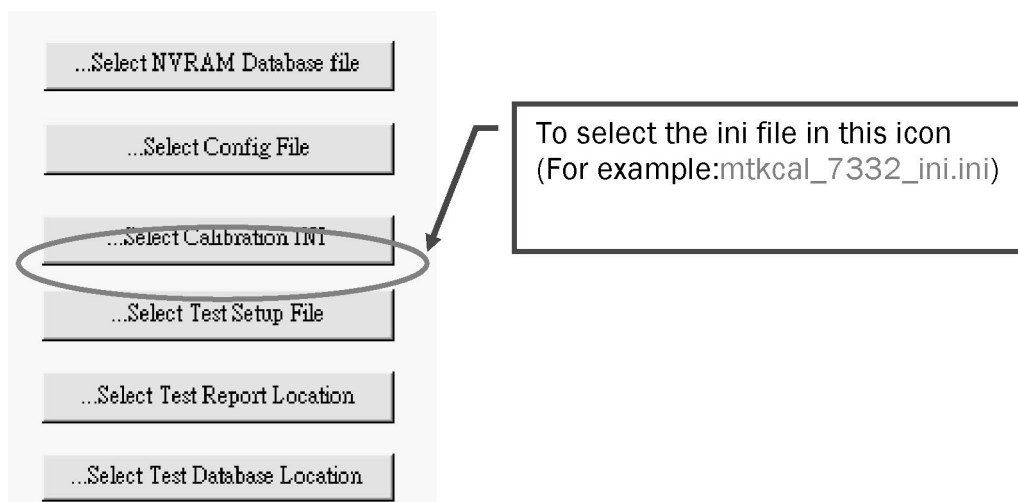 ...Select NVRAM Database file
...Select Config File
...Select Calibration INI
...Select Test Setup File
...Select Test Report Location
...Select Test Database Location
To select the ini file in this icon
(For example:mtkcal_7332_ini.ini)